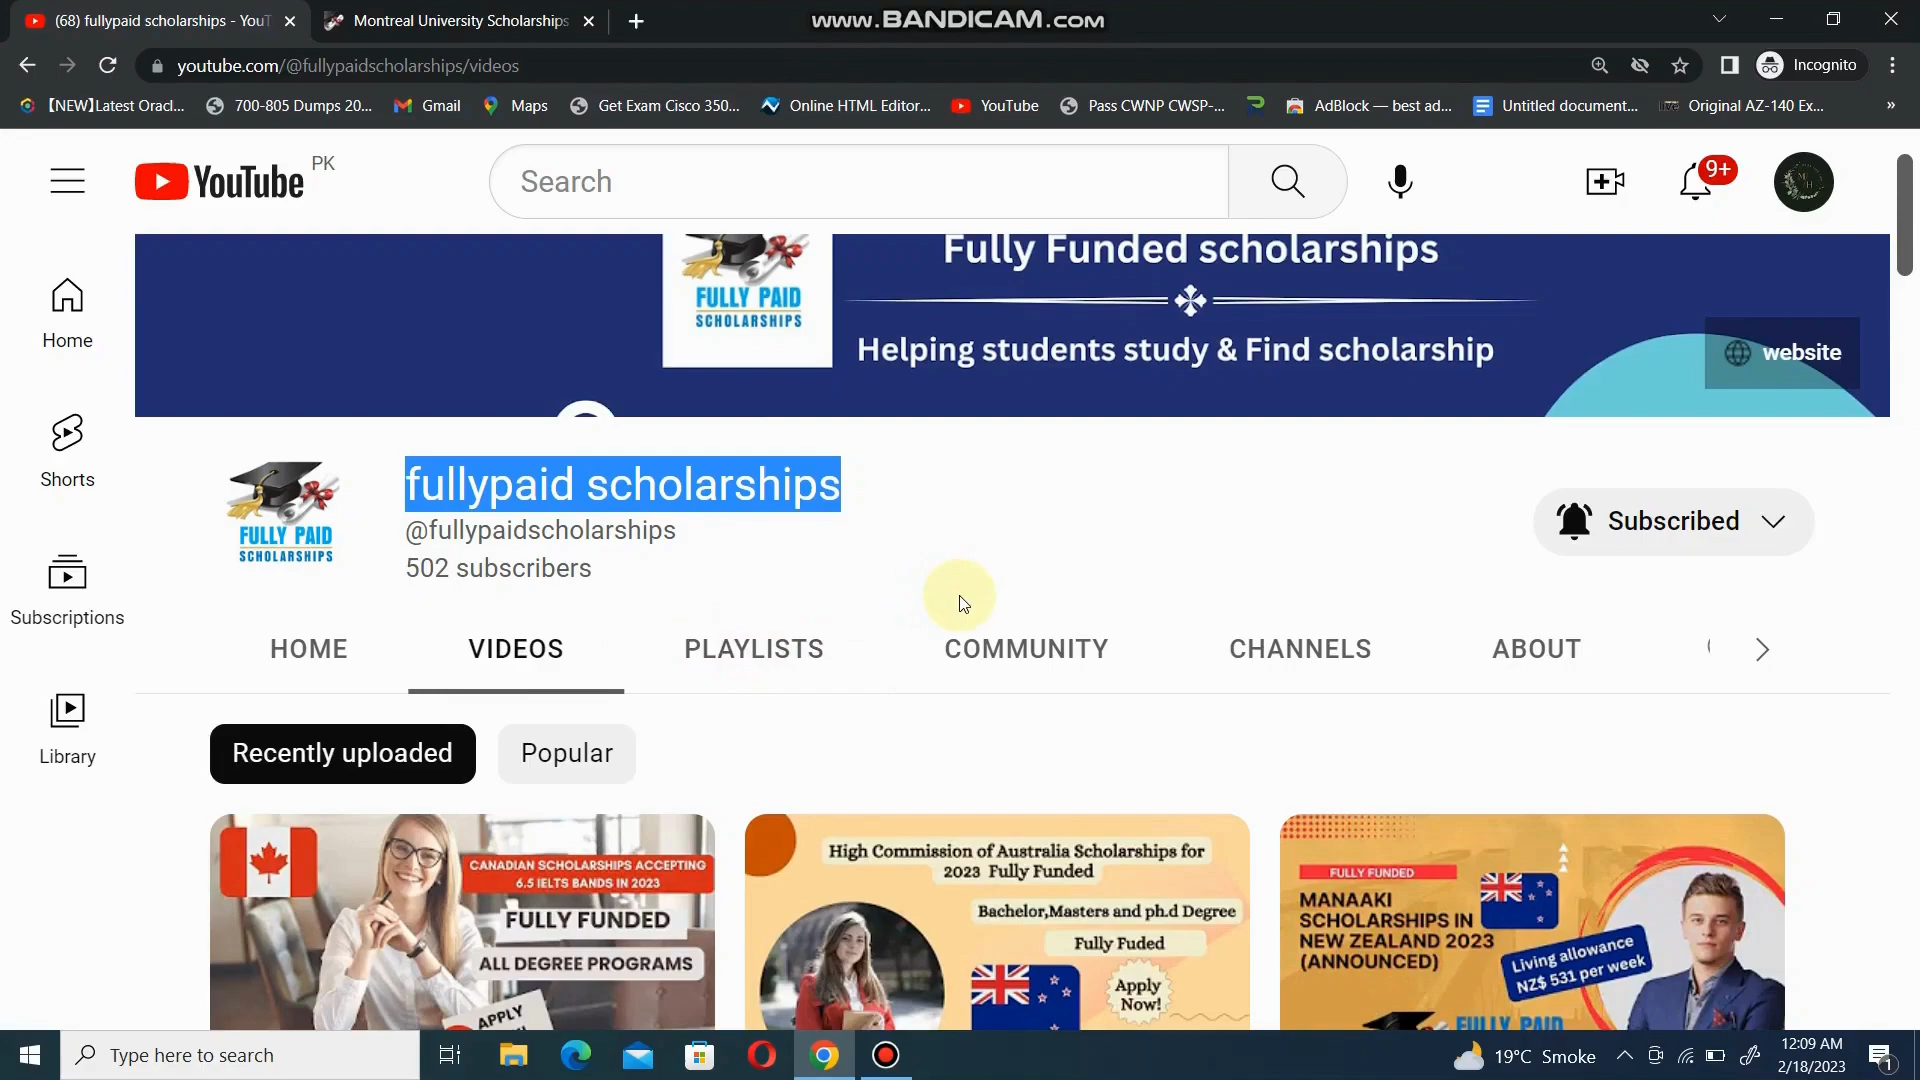 (68) fullypaid scholarships - YouT
Montreal University Scholarships
www.BANDICAM.com
youtube.com/@fullypaidscholarships/videos
Incognito
【NEW】Latest Oracl...
700-805 Dumps 20...
Gmail
Maps
Get Exam Cisco 350...
Online HTML Editor...
YouTube
Pass CWNP CWSP-...
AdBlock — best ad...
Untitled document...
Original AZ-140 Ex...
»
YouTube PK
Search
9+
Home
Shorts
Subscriptions
Library
FULLY PAID
SCHOLARSHIPS
Fully Funded scholarships
Helping students study & Find scholarship
website
FULLY PAID
SCHOLARSHIPS
fullypaid scholarships
@fullypaidscholarships
502 subscribers
Subscribed
HOME
VIDEOS
PLAYLISTS
COMMUNITY
CHANNELS
ABOUT
Recently uploaded
Popular
CANADIAN SCHOLARSHIPS ACCEPTING
6.5 IELTS BANDS IN 2023
FULLY FUNDED
ALL DEGREE PROGRAMS
APPLY
High Commission of Australia Scholarships for
2023 Fully Funded
Bachelor,Masters and ph.d Degree
Fully Fuded
Apply
Now!
FULLY FUNDED
MANAAKI
SCHOLARSHIPS IN
NEW ZEALAND 2023
(ANNOUNCED)
Living allowance
NZ$ 531 per week
FULLY PAID
Type here to search
19°C Smoke
12:09 AM
2/18/2023
1